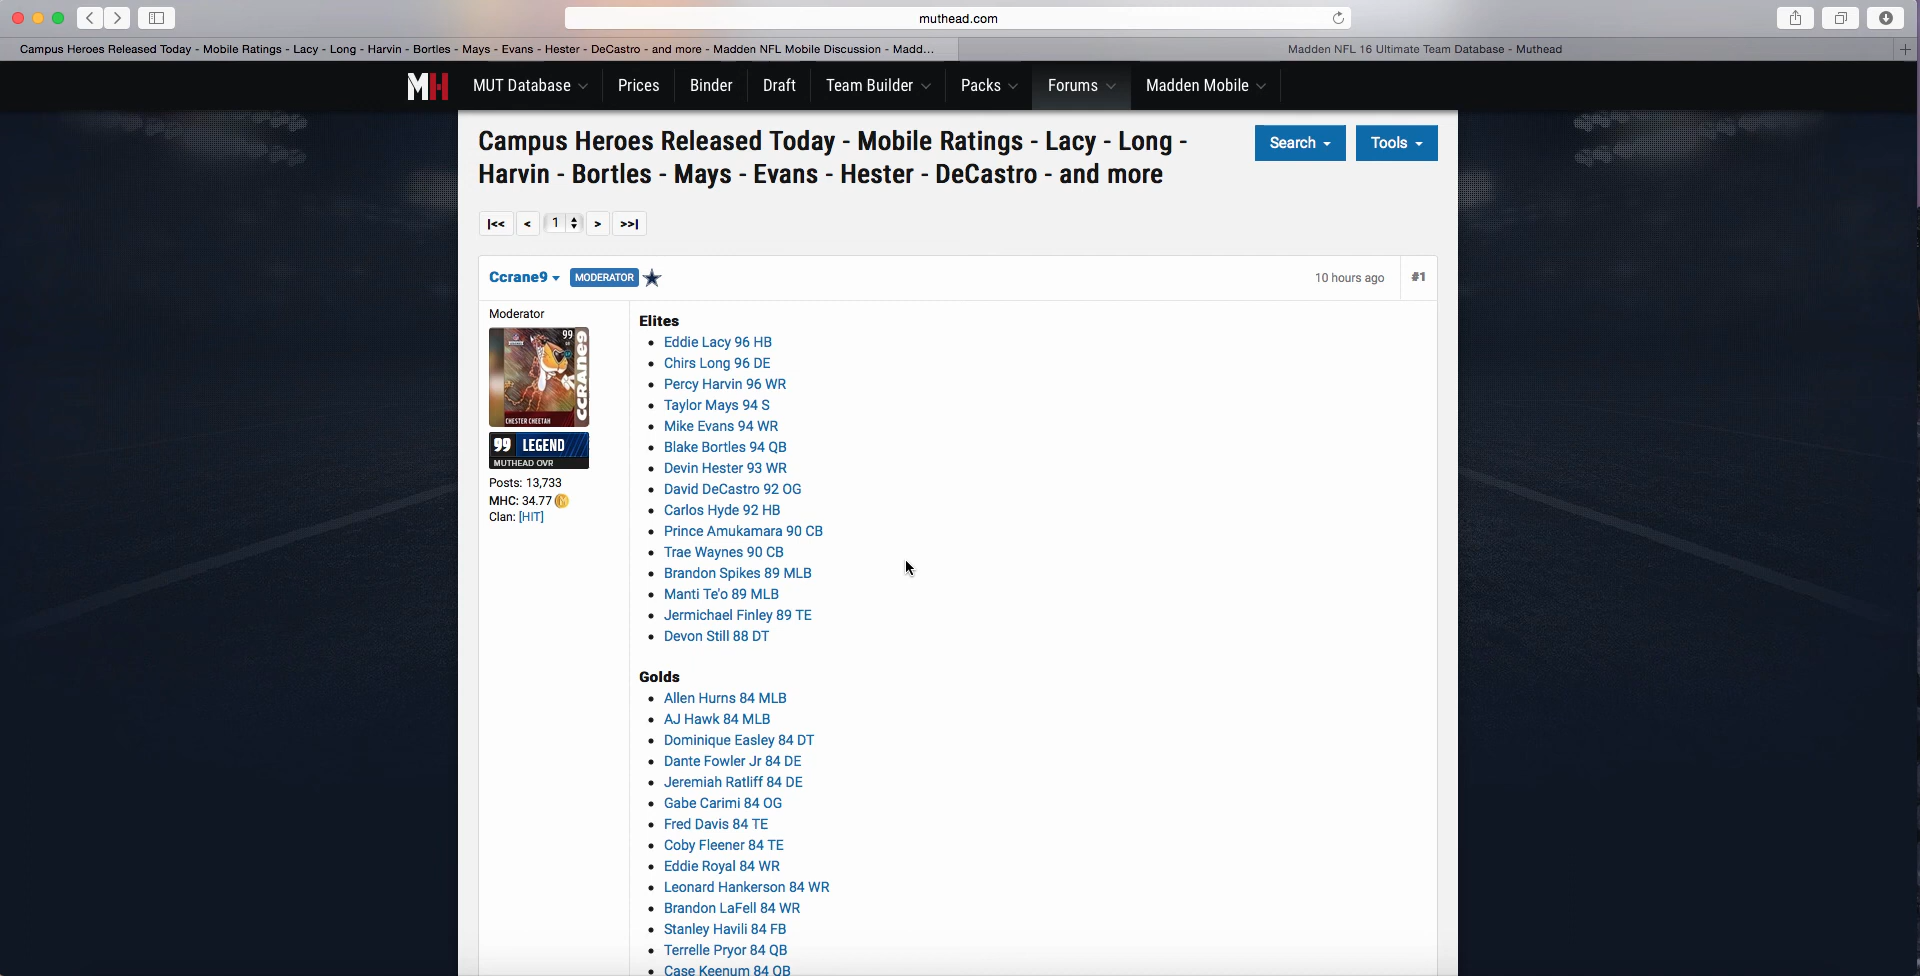 muthead.com
Campus Heroes Released Today - Mobile Ratings - Lacy - Long - Harvin - Bortles - Mays - Evans - Hester - DeCastro - and more - Madden NFL Mobile Discussion - Madd...
Madden NFL 16 Ultimate Team Database - Muthead
MH MUT Database Prices Binder Draft Team Builder Packs Forums Madden Mobile
Campus Heroes Released Today - Mobile Ratings - Lacy - Long -
Harvin - Bortles - Mays - Evans - Hester - DeCastro - and more
Search
Tools
|<< < 1 > >>|
Ccrane9 MODERATOR
10 hours ago #1
Moderator
99
CCRANE9
CHESTER CHEETAH
99 LEGEND
MUTHEAD OVR
Posts: 13,733
MHC: 34.77
Clan: [HIT]
Elites
Eddie Lacy 96 HB
Chirs Long 96 DE
Percy Harvin 96 WR
Taylor Mays 94 S
Mike Evans 94 WR
Blake Bortles 94 QB
Devin Hester 93 WR
David DeCastro 92 OG
Carlos Hyde 92 HB
Prince Amukamara 90 CB
Trae Waynes 90 CB
Brandon Spikes 89 MLB
Manti Te'o 89 MLB
Jermichael Finley 89 TE
Devon Still 88 DT
Golds
Allen Hurns 84 MLB
AJ Hawk 84 MLB
Dominique Easley 84 DT
Dante Fowler Jr 84 DE
Jeremiah Ratliff 84 DE
Gabe Carimi 84 OG
Fred Davis 84 TE
Coby Fleener 84 TE
Eddie Royal 84 WR
Leonard Hankerson 84 WR
Brandon LaFell 84 WR
Stanley Havili 84 FB
Terrelle Pryor 84 QB
Case Keenum 84 QB